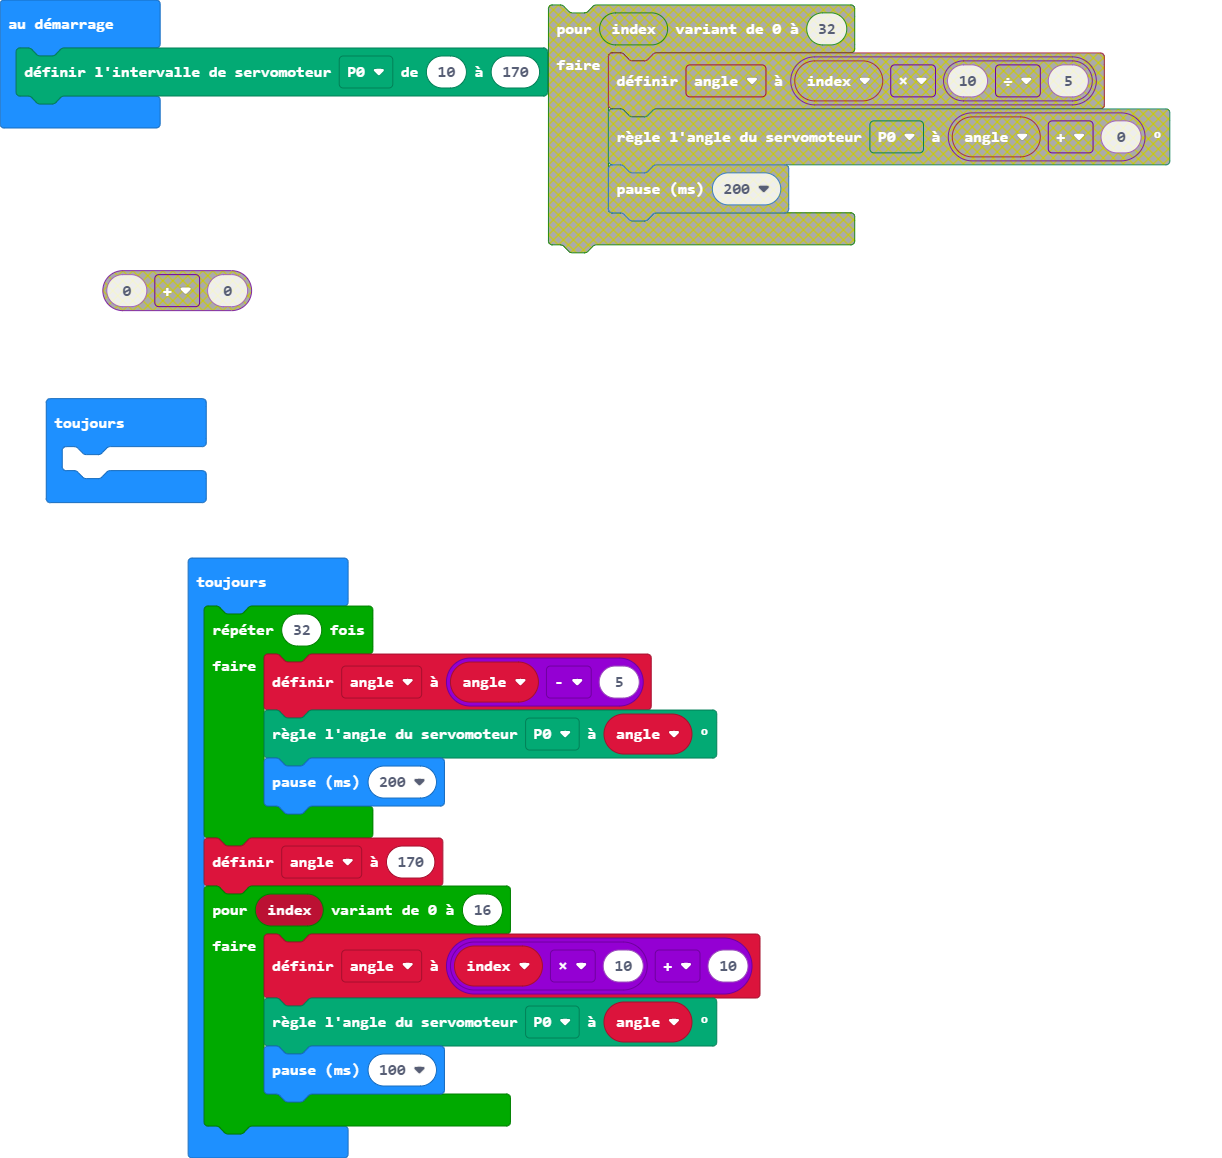 au démarrage
définir l'intervalle de servomoteur P0 de 10 à 170
pour index variant de 0 à 32
faire
définir angle à index × 10 ÷ 5
règle l'angle du servomoteur P0 à angle + 0 °
pause (ms) 200
0 + 0
toujours
toujours
répéter 32 fois
faire
définir angle à angle - 5
règle l'angle du servomoteur P0 à angle °
pause (ms) 200
définir angle à 170
pour index variant de 0 à 16
faire
définir angle à index × 10 + 10
règle l'angle du servomoteur P0 à angle °
pause (ms) 100